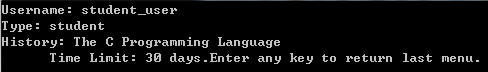 Username: student_user
Type: student
History: The C Programming Language
Time Limit: 30 days.Enter any key to return last menu.